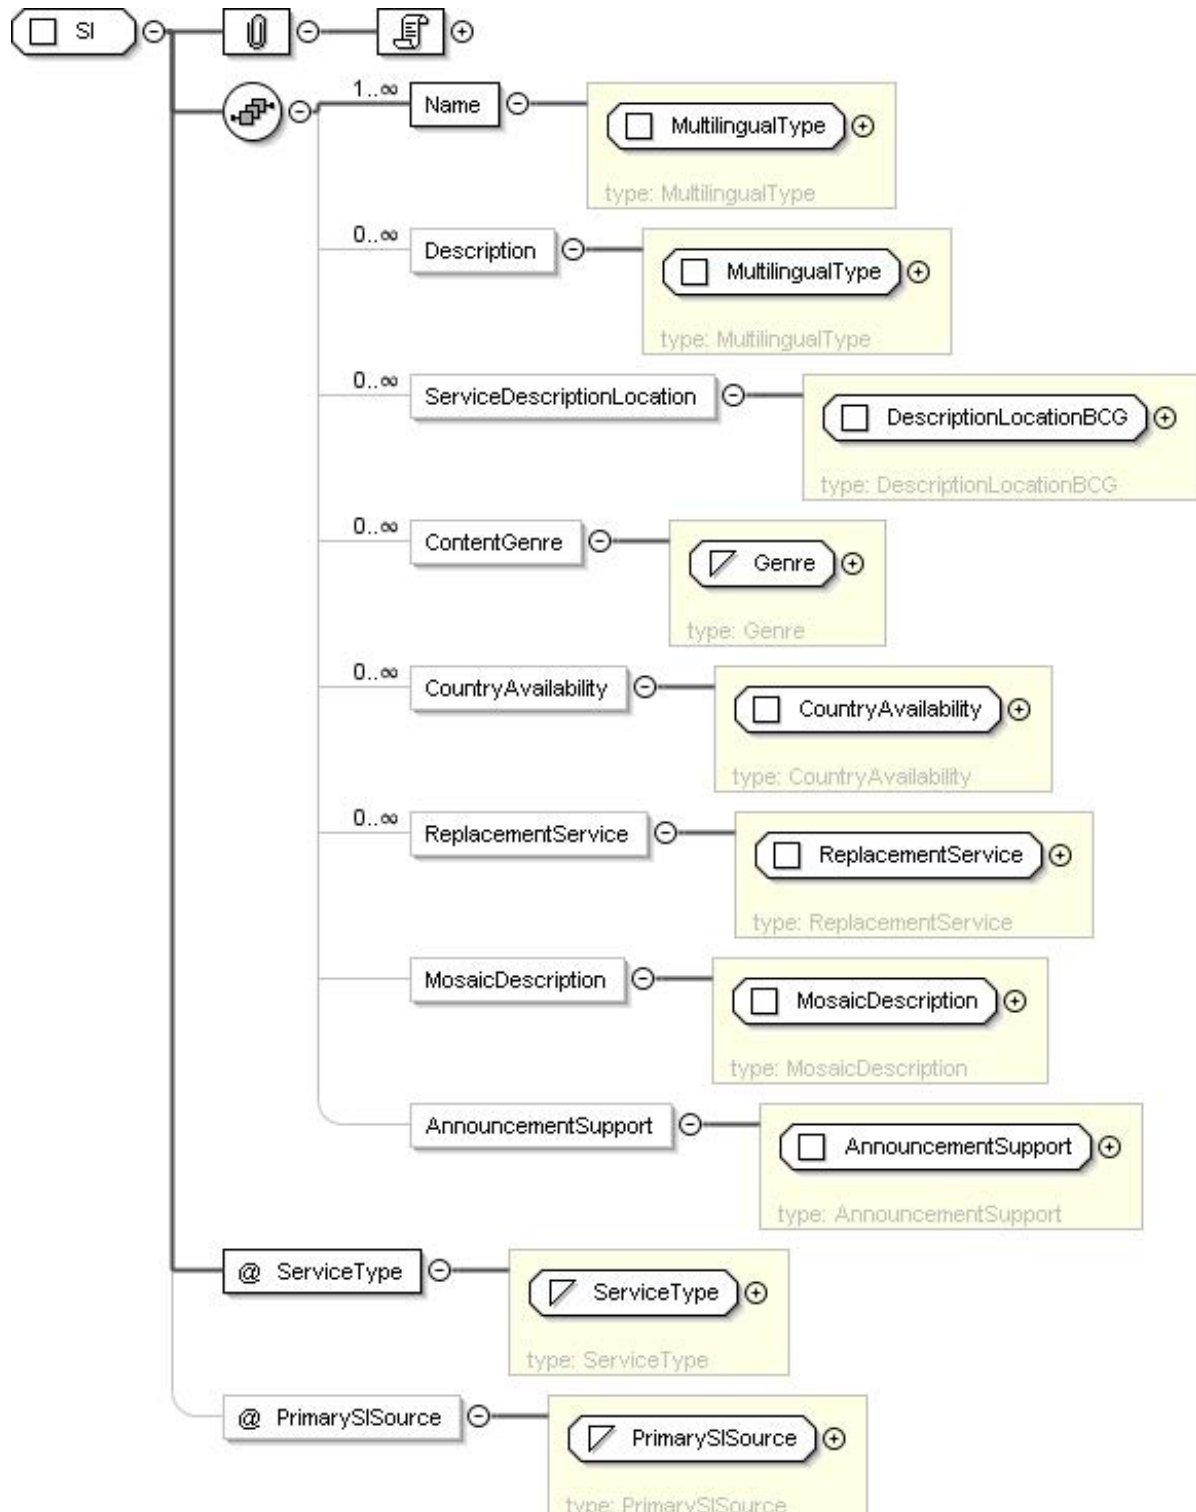 SI
1..∞ Name
MultilingualType
type: MultilingualType
0..∞ Description
MultilingualType
type: MultilingualType
0..∞ ServiceDescriptionLocation
DescriptionLocationBCG
type: DescriptionLocationBCG
0..∞ ContentGenre
Genre
type: Genre
0..∞ CountryAvailability
CountryAvailability
type: CountryAvailability
0..∞ ReplacementService
ReplacementService
type: ReplacementService
MosaicDescription
MosaicDescription
type: MosaicDescription
AnnouncementSupport
AnnouncementSupport
type: AnnouncementSupport
@ ServiceType
ServiceType
type: ServiceType
@ PrimarySISource
PrimarySISource
type: PrimarySISource